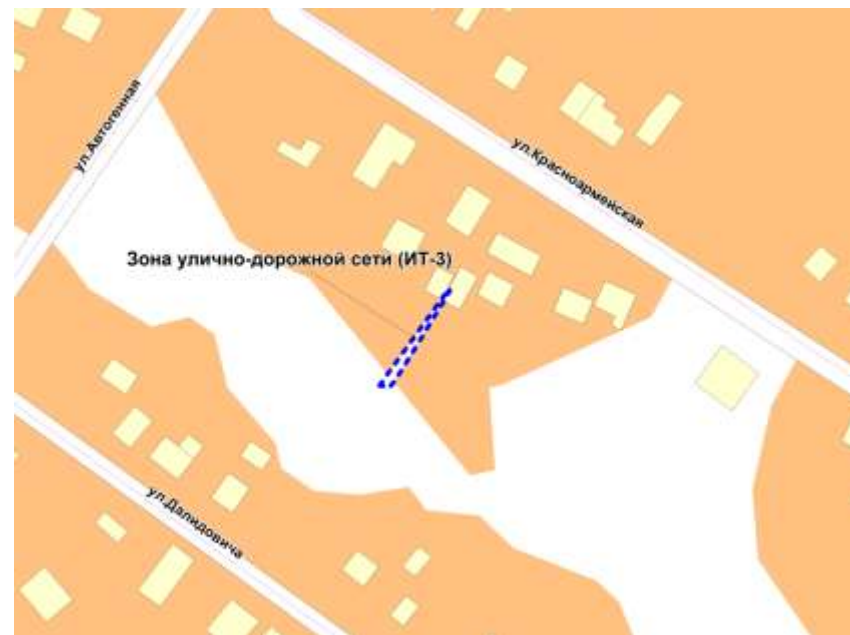 ул.Автогенная
ул.Красноармейская
Зона улично-дорожной сети (ИТ-3)
ул.Далидовича